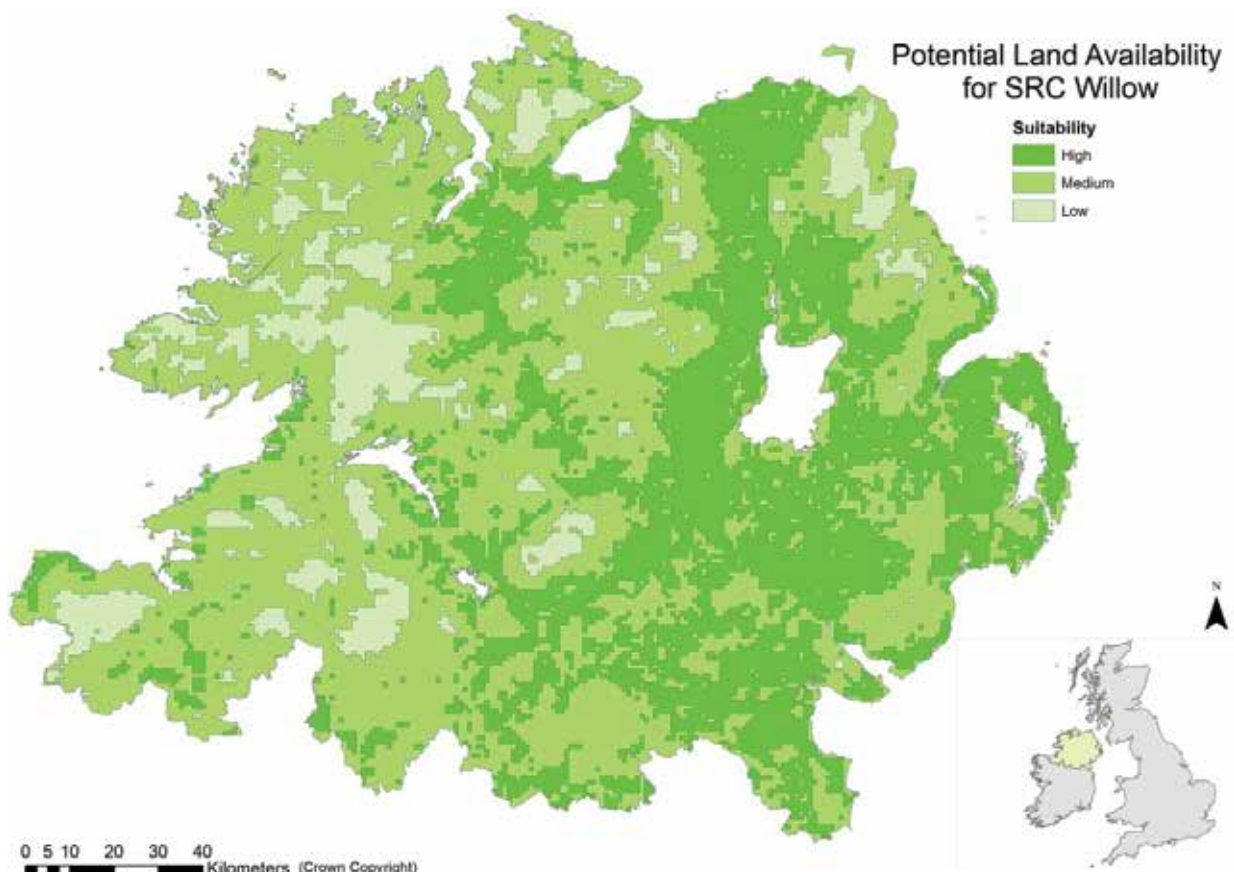 Potential Land Availability
for SRC Willow
Suitability
High
Medium
Low
N
0 5 10 20 30 40
Kilometers (Crown Copyright)